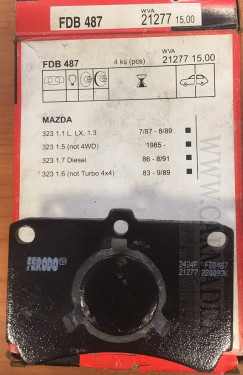 FDB 487
WVA
21277 15,00
FDB 487
4 ks (pcs)
WVA
21277 15,00
MAZDA
323 1.1 L, LX, 1.3 7/87 - 8/89
323 1.5 (not 4WD) 1985 -
323 1.7 Diesel 86 - 8/91
323 1.6 (not Turbo 4x4) 83 - 9/89
FERODO
3434F FDB487
21277 220893K